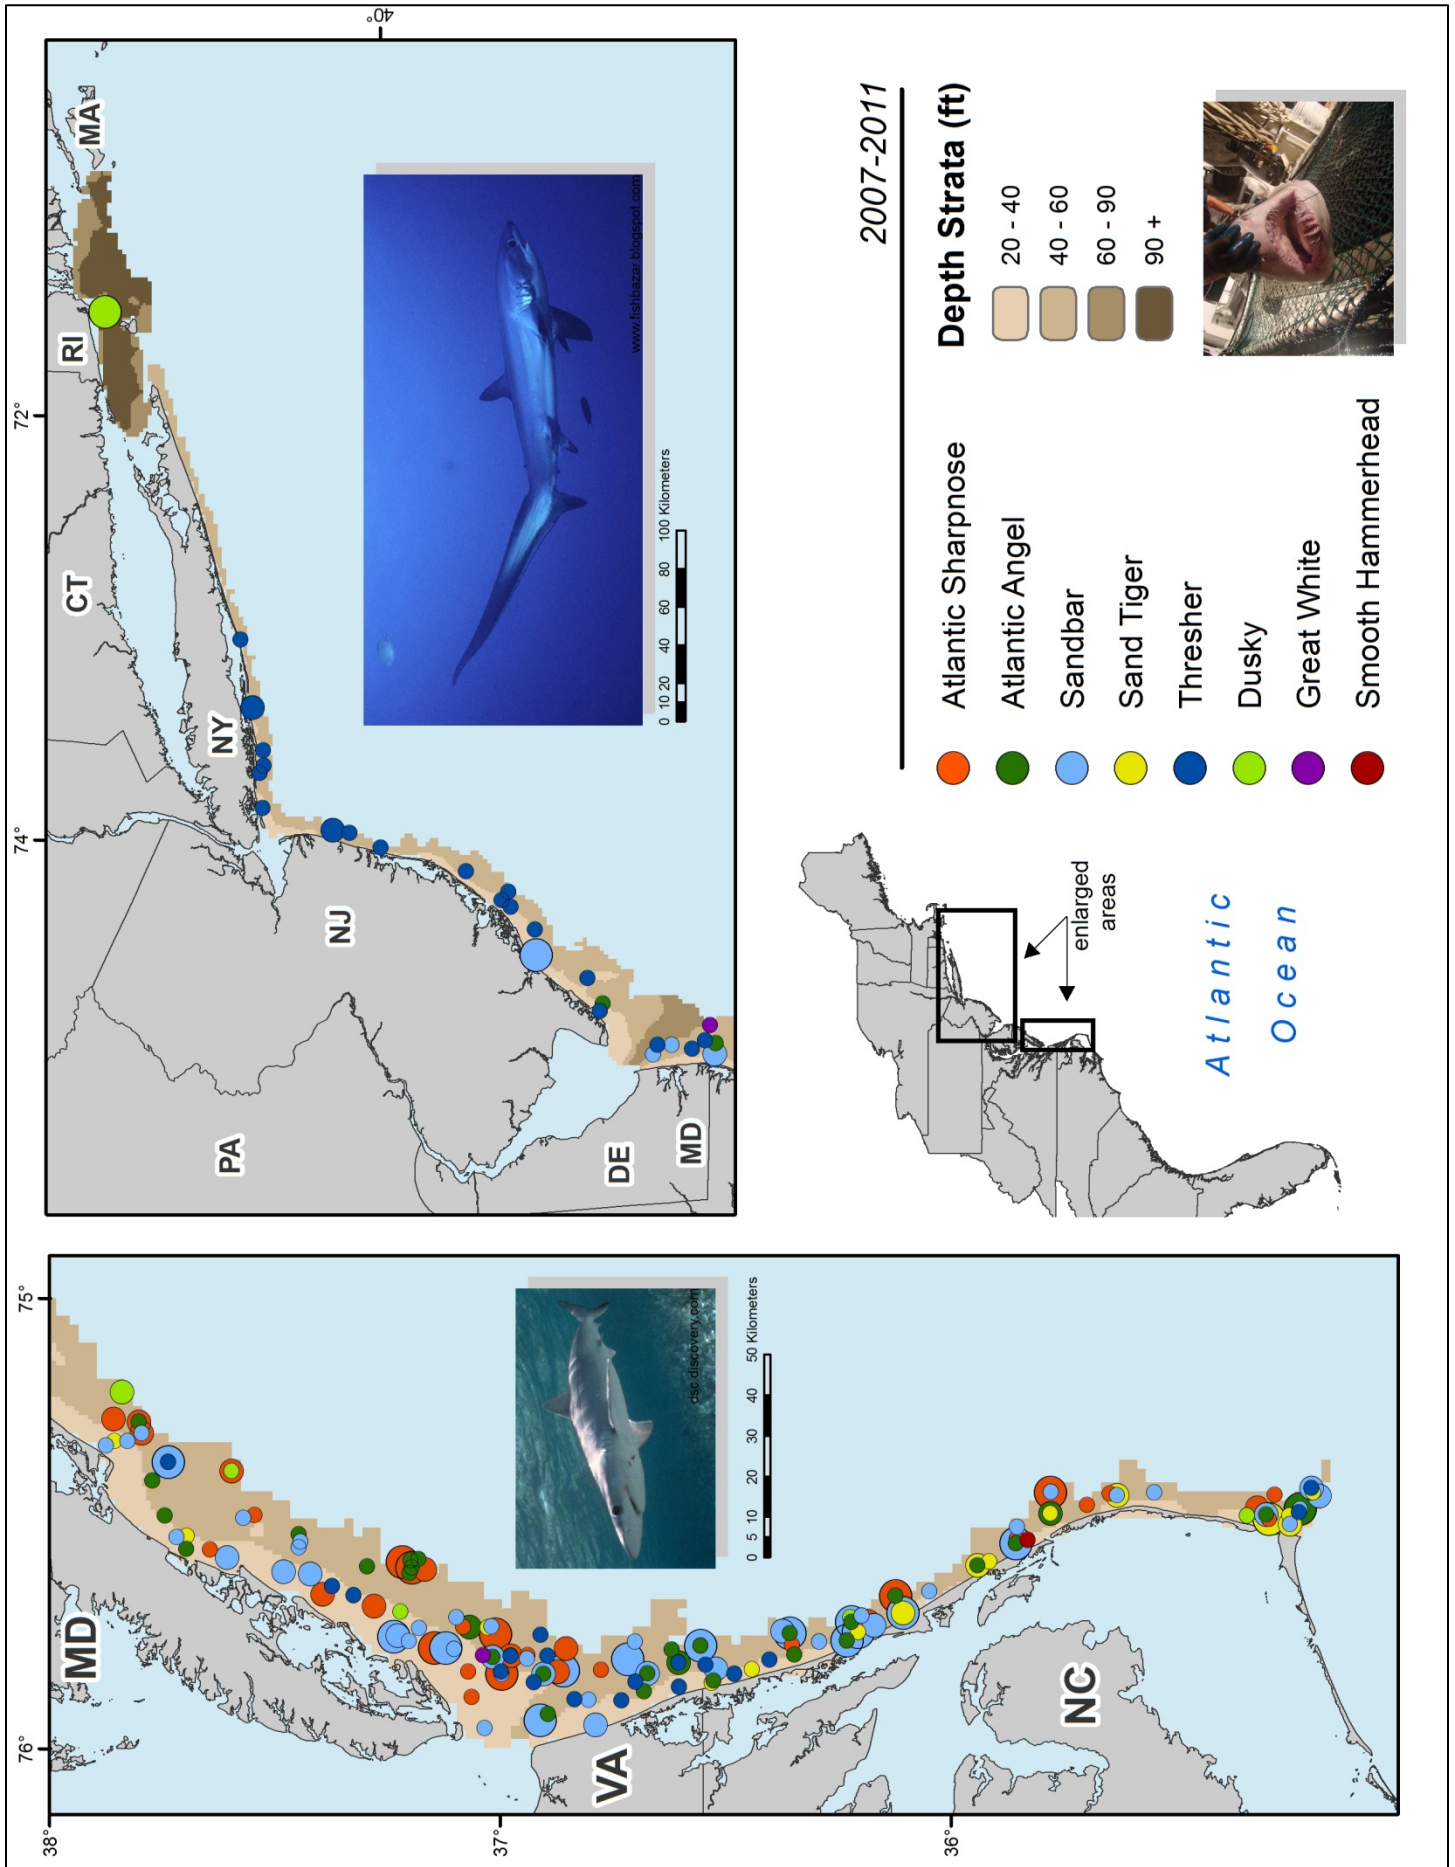 38°
37°
36°
76°
75°
MD
VA
NC
dsc.discovery.com
0 5 10 20 30 40 50 Kilometers
74°
72°
40°
MA
RI
CT
NY
NJ
PA
DE
MD
www.fishbazar.blogspot.com
0 10 20 40 60 80 100 Kilometers
enlarged
areas
Atlantic
Ocean
2007-2011
Atlantic Sharpnose
Atlantic Angel
Sandbar
Sand Tiger
Thresher
Dusky
Great White
Smooth Hammerhead
Depth Strata (ft)
20 - 40
40 - 60
60 - 90
90 +